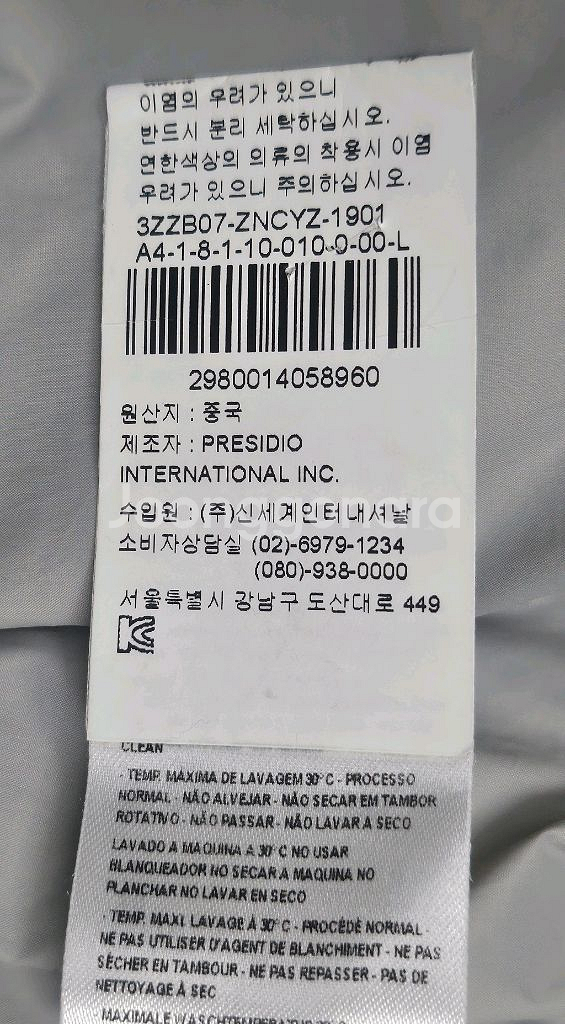 이염의 우려가 있으니
반드시 분리 세탁하십시오.
연한색상의 의류의 착용시 이염
우려가 있으니 주의하십시오.
3ZZB07-ZNCYZ-1901
A4-1-8-1-10-010-0-00-L
2980014058960
원산지 : 중국
제조자 : PRESIDIO
INTERNATIONAL INC.
수입원 : (주)신세계인터내셔날
Joonggonara
소비자상담실 (02)-6979-1234
(080)-938-0000
서울특별시 강남구 도산대로 449
CLEAN
· TEMP. MAXIMA DE LAVAGEM 30°C - PROCESSO
NORMAL - NÃO ALVEJAR - NÃO SECAR EM TAMBOR
ROTATIVO - NÃO PASSAR - NÃO LAVAR A SECO
LAVADO A MAQUINA A 30°C NO USAR
BLANQUEADOR NO SECAR A MAQUINA NO
PLANCHAR NO LAVAR EN SECO
· TEMP. MAXI. LAVAGE À 30°C - PROCÉDÉ NORMAL -
NE PAS UTILISER D'AGENT DE BLANCHIMENT - NE PAS
SÉCHER EN TAMBOUR - NE PAS REPASSER - PAS DE
NETTOYAGE À SEC
· MAXIMALE WASCHTEMPERATUR